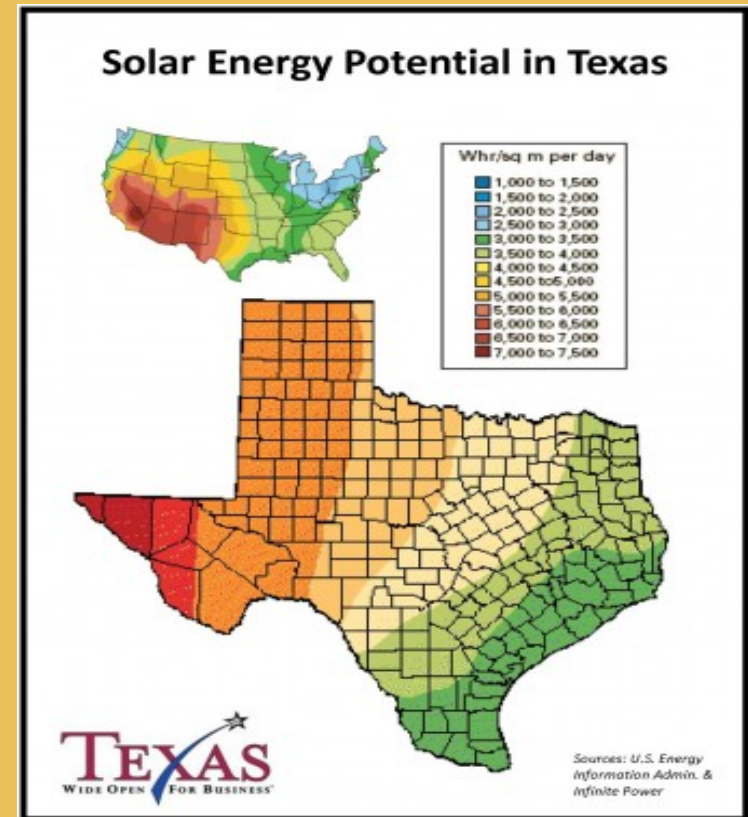 Solar Energy Potential in Texas
Whr/sq m per day
1,000 to 1,500
1,500 to 2,000
2,000 to 2,500
2,500 to 3,000
3,000 to 3,500
3,500 to 4,000
4,000 to 4,500
4,500 to5,000
5,000 to 5,500
5,500 to 6,000
6,000 to 6,500
6,500 to 7,000
7,000 to 7,500
TEXAS
WIDE OPEN FOR BUSINESS
Sources: U.S. Energy
Information Admin. &
Infinite Power